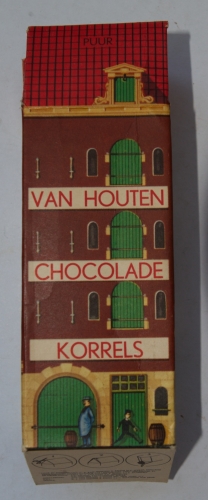 PUUR
VAN HOUTEN
CHOCOLADE
KORRELS